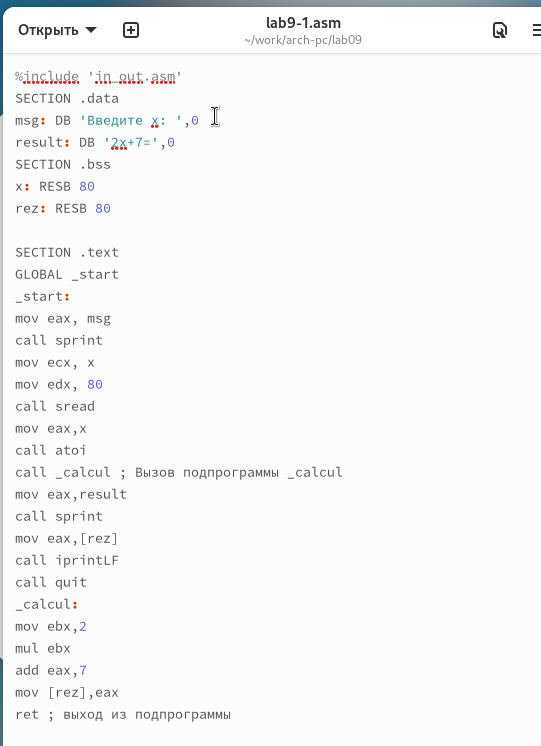 Открыть
lab9-1.asm
~/work/arch-pc/lab09
%include 'in_out.asm'
SECTION .data
msg: DB 'Введите x: ',0
result: DB '2x+7=',0
SECTION .bss
x: RESB 80
rez: RESB 80
SECTION .text
GLOBAL _start
_start:
mov eax, msg
call sprint
mov ecx, x
mov edx, 80
call sread
mov eax,x
call atoi
call _calcul ; Вызов подпрограммы _calcul
mov eax,result
call sprint
mov eax,[rez]
call iprintLF
call quit
_calcul:
mov ebx,2
mul ebx
add eax,7
mov [rez],eax
ret ; выход из подпрограммы